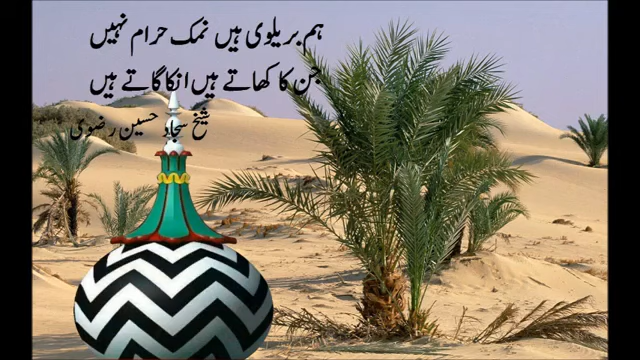 ہم بریلوی ہیں نمک حرام نہیں
جن کا کھاتے ہیں انکا گاتے ہیں
شیخ سجاد حسین رضوی